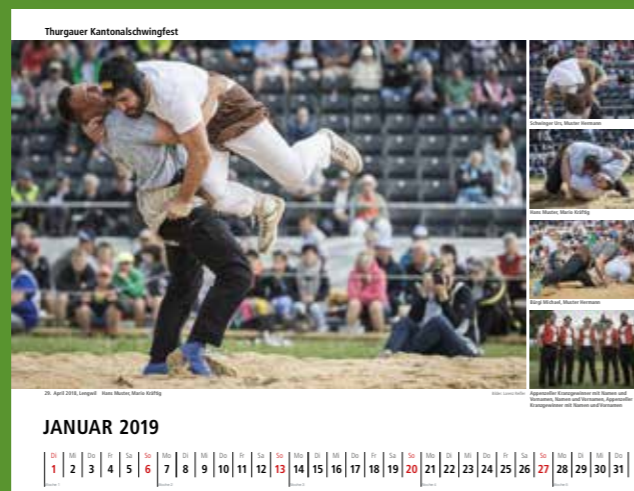 Thurgauer Kantonalschwingfest
Schwinger Urs, Muster Hermann
Hans Muster, Mario Kräftig
Bürgi Michael, Muster Hermann
29. April 2018, Lengwil Hans Muster, Mario Kräftig
Appenzeller Kranzgewinner mit Namen und
Vornamen, Namen und Vornamen, Appenzeller
Kranzgewinner mit Namen und Vornamen
JANUAR 2019
Di Mi Do Fr Sa So Mo Di Mi Do Fr Sa So Mo Di Mi Do Fr Sa So Mo Di Mi Do Fr Sa So Mo Di Mi Do
1 2 3 4 5 6 7 8 9 10 11 12 13 14 15 16 17 18 19 20 21 22 23 24 25 26 27 28 29 30 31